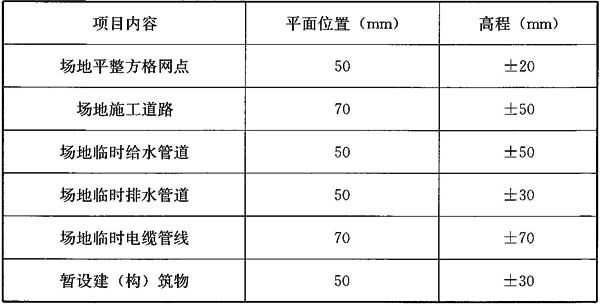 项目内容 平面位置（mm） 高程（mm）
场地平整方格网点 50 ±20
场地施工道路 70 ±50
场地临时给水管道 50 ±50
场地临时排水管道 50 ±30
场地临时电缆管线 70 ±70
暂设建（构）筑物 50 ±30